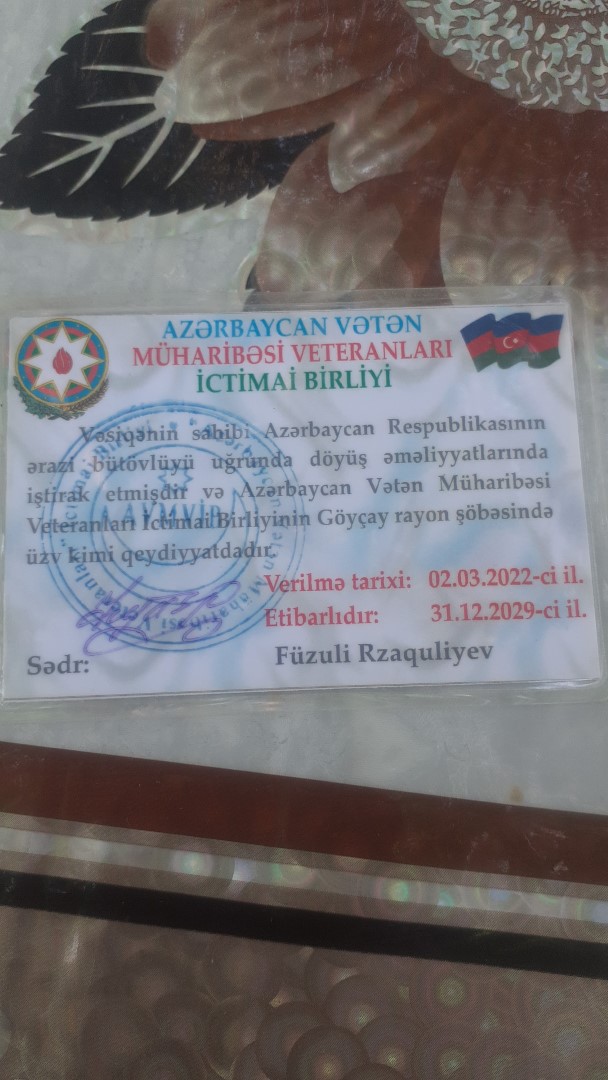 AZƏRBAYCAN VƏTƏN
MÜHARİBƏSİ VETERANLARI
İCTİMAİ BİRLİYİ
Vəsiqənin sahibi Azərbaycan Respublikasının
ərazi bütövlüyü uğrunda döyüş əməliyyatlarında
iştirak etmişdir və Azərbaycan Vətən Müharibəsi
Veteranları İctimai Birliyinin Göyçay rayon şöbəsində
üzv kimi qeydiyyatdadır.
Verilmə tarixi: 02.03.2022-ci il.
Etibarlıdır: 31.12.2029-ci il.
Sədr: Füzuli Rzaquliyev